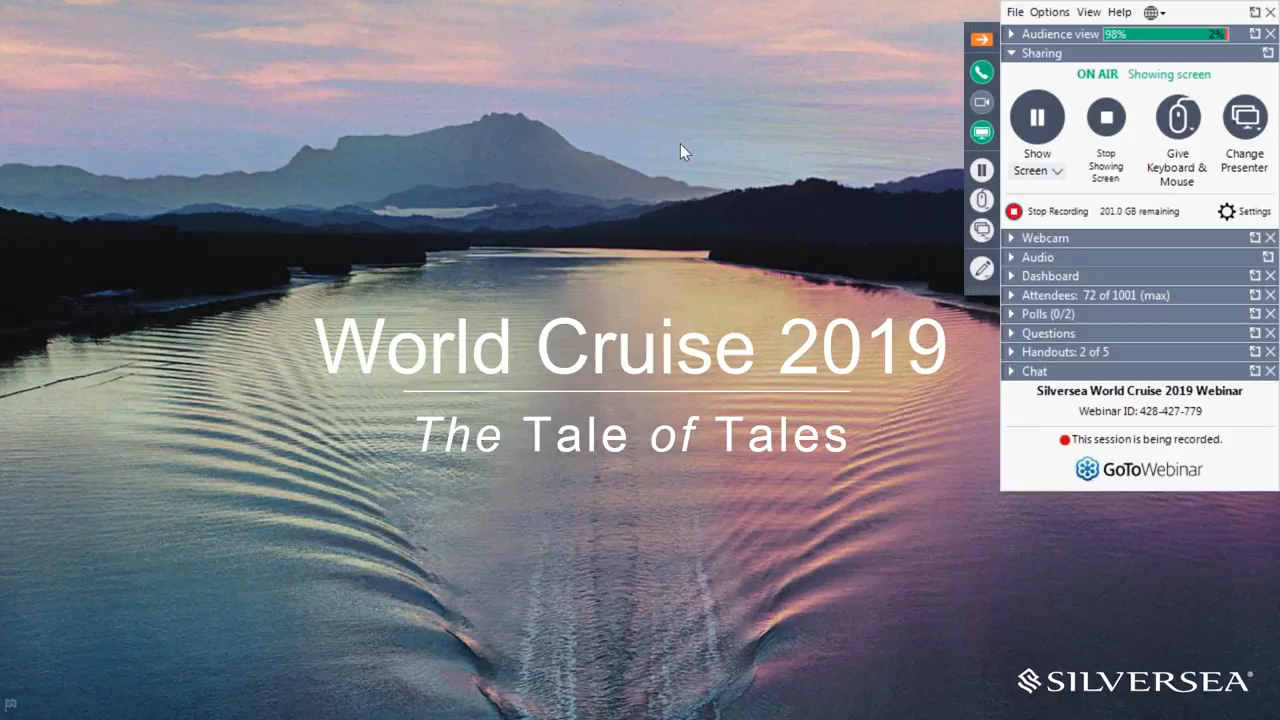 File Options View Help
Audience view 98% 2%
Sharing
ON AIR Showing screen
Show
Screen
Stop
Showing
Screen
Give
Keyboard &
Mouse
Change
Presenter
Stop Recording 201.0 GB remaining Settings
Webcam
Audio
Dashboard
Attendees: 72 of 1001 (max)
Polls (0/2)
Questions
Handouts: 2 of 5
Chat
Silversea World Cruise 2019 Webinar
Webinar ID: 428-427-779
This session is being recorded.
GoToWebinar
World Cruise 2019
The Tale of Tales
SILVERSEA®